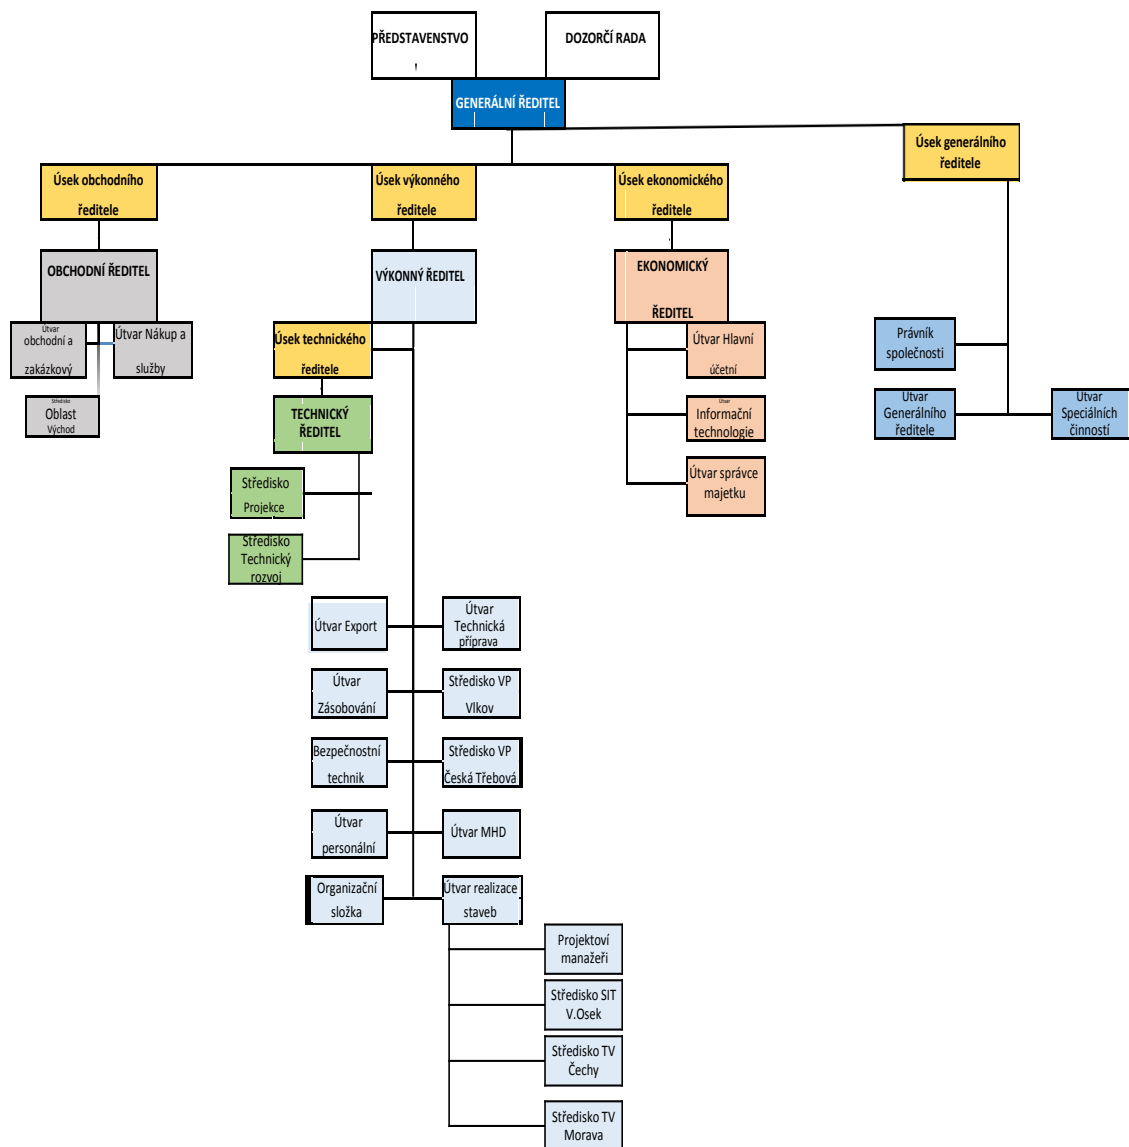 PŘEDSTAVENSTVO
DOZORČÍ RADA
GENERÁLNÍ ŘEDITEL
Úsek generálního
ředitele
Úsek obchodního
ředitele
Úsek výkonného
ředitele
Úsek ekonomického
ředitele
OBCHODNÍ ŘEDITEL
VÝKONNÝ ŘEDITEL
EKONOMICKÝ
ŘEDITEL
Útvar
obchodní a
zakázkový
Útvar Nákup a
služby
Středisko
Oblast
Východ
Úsek technického
ředitele
TECHNICKÝ
ŘEDITEL
Středisko
Projekce
Středisko
Technický
rozvoj
Útvar Hlavní
účetní
Útvar
Informační
technologie
Útvar správce
majetku
Právník
společnosti
Útvar
Generálního
ředitele
Útvar
Speciálních
činností
Útvar Export
Útvar
Technická
příprava
Útvar
Zásobování
Středisko VP
Vlkov
Bezpečnostní
technik
Středisko VP
Česká Třebová
Útvar
personální
Útvar MHD
Organizační
složka
Útvar realizace
staveb
Projektoví
manažeři
Středisko SIT
V.Osek
Středisko TV
Čechy
Středisko TV
Morava